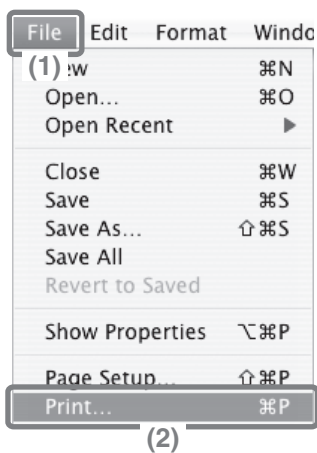 File Edit Format Windo
(1) ew ⌘N
Open... ⌘O
Open Recent ▶
Close ⌘W
Save ⌘S
Save As... ⇧⌘S
Save All
Revert to Saved
Show Properties ⌥⌘P
Page Setup... ⇧⌘P
Print... ⌘P
(2)